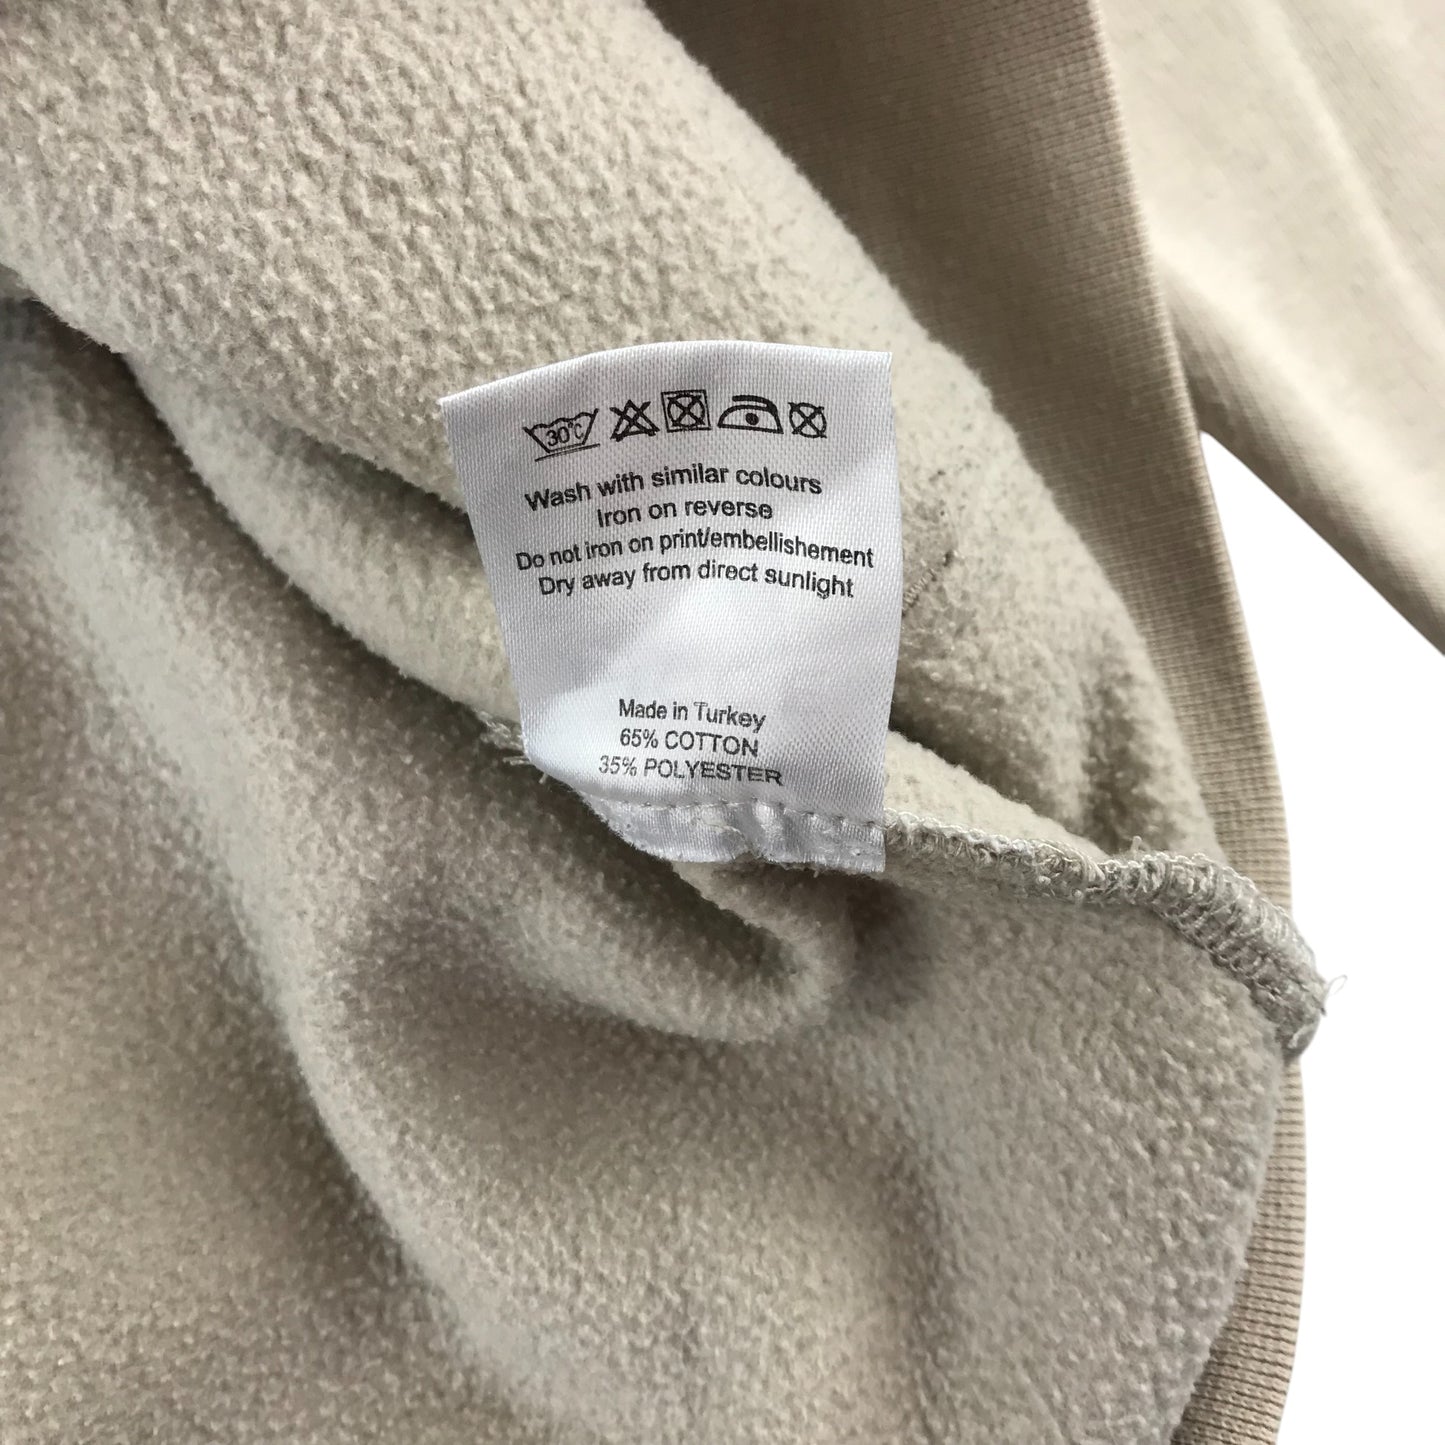 30°C
Wash with similar colours
Iron on reverse
Do not iron on print/embellishement
Dry away from direct sunlight
Made in Turkey
65% COTTON
35% POLYESTER